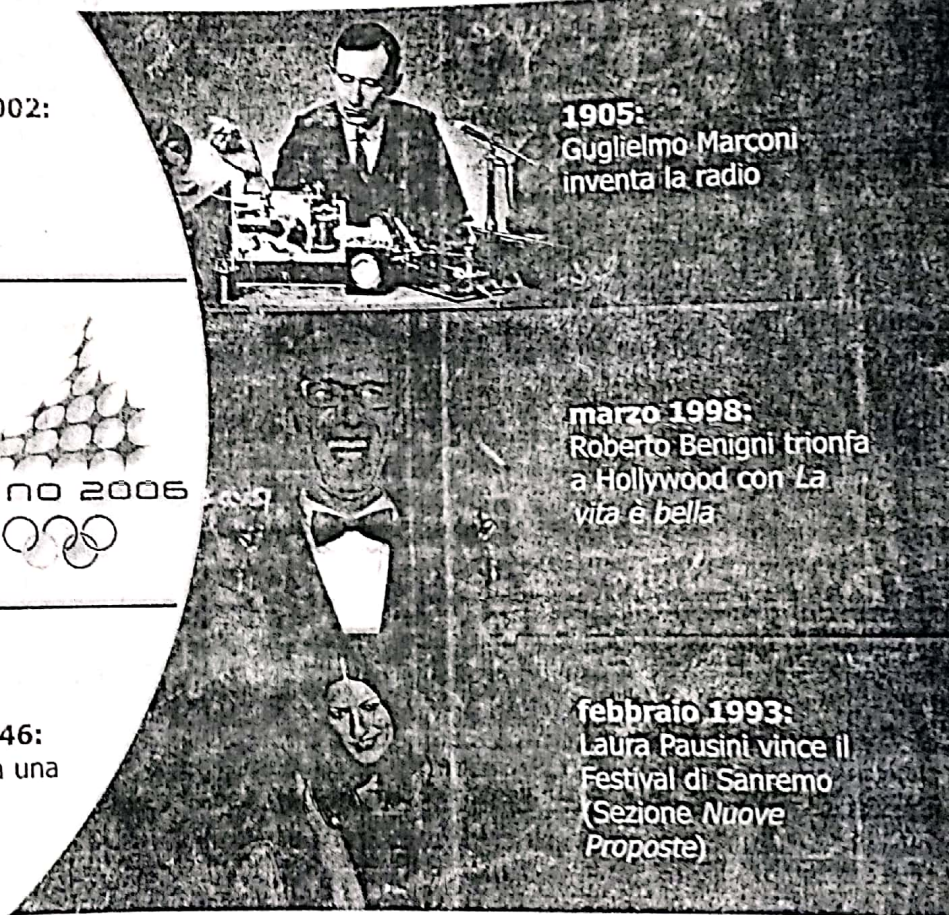 002:
no 2006
46:
una
1905:
Guglielmo Marconi
inventa la radio
marzo 1998:
Roberto Benigni trionfa
a Hollywood con La
vita è bella
febbraio 1993:
Laura Pausini vince il
Festival di Sanremo
(Sezione Nuove
Proposte)